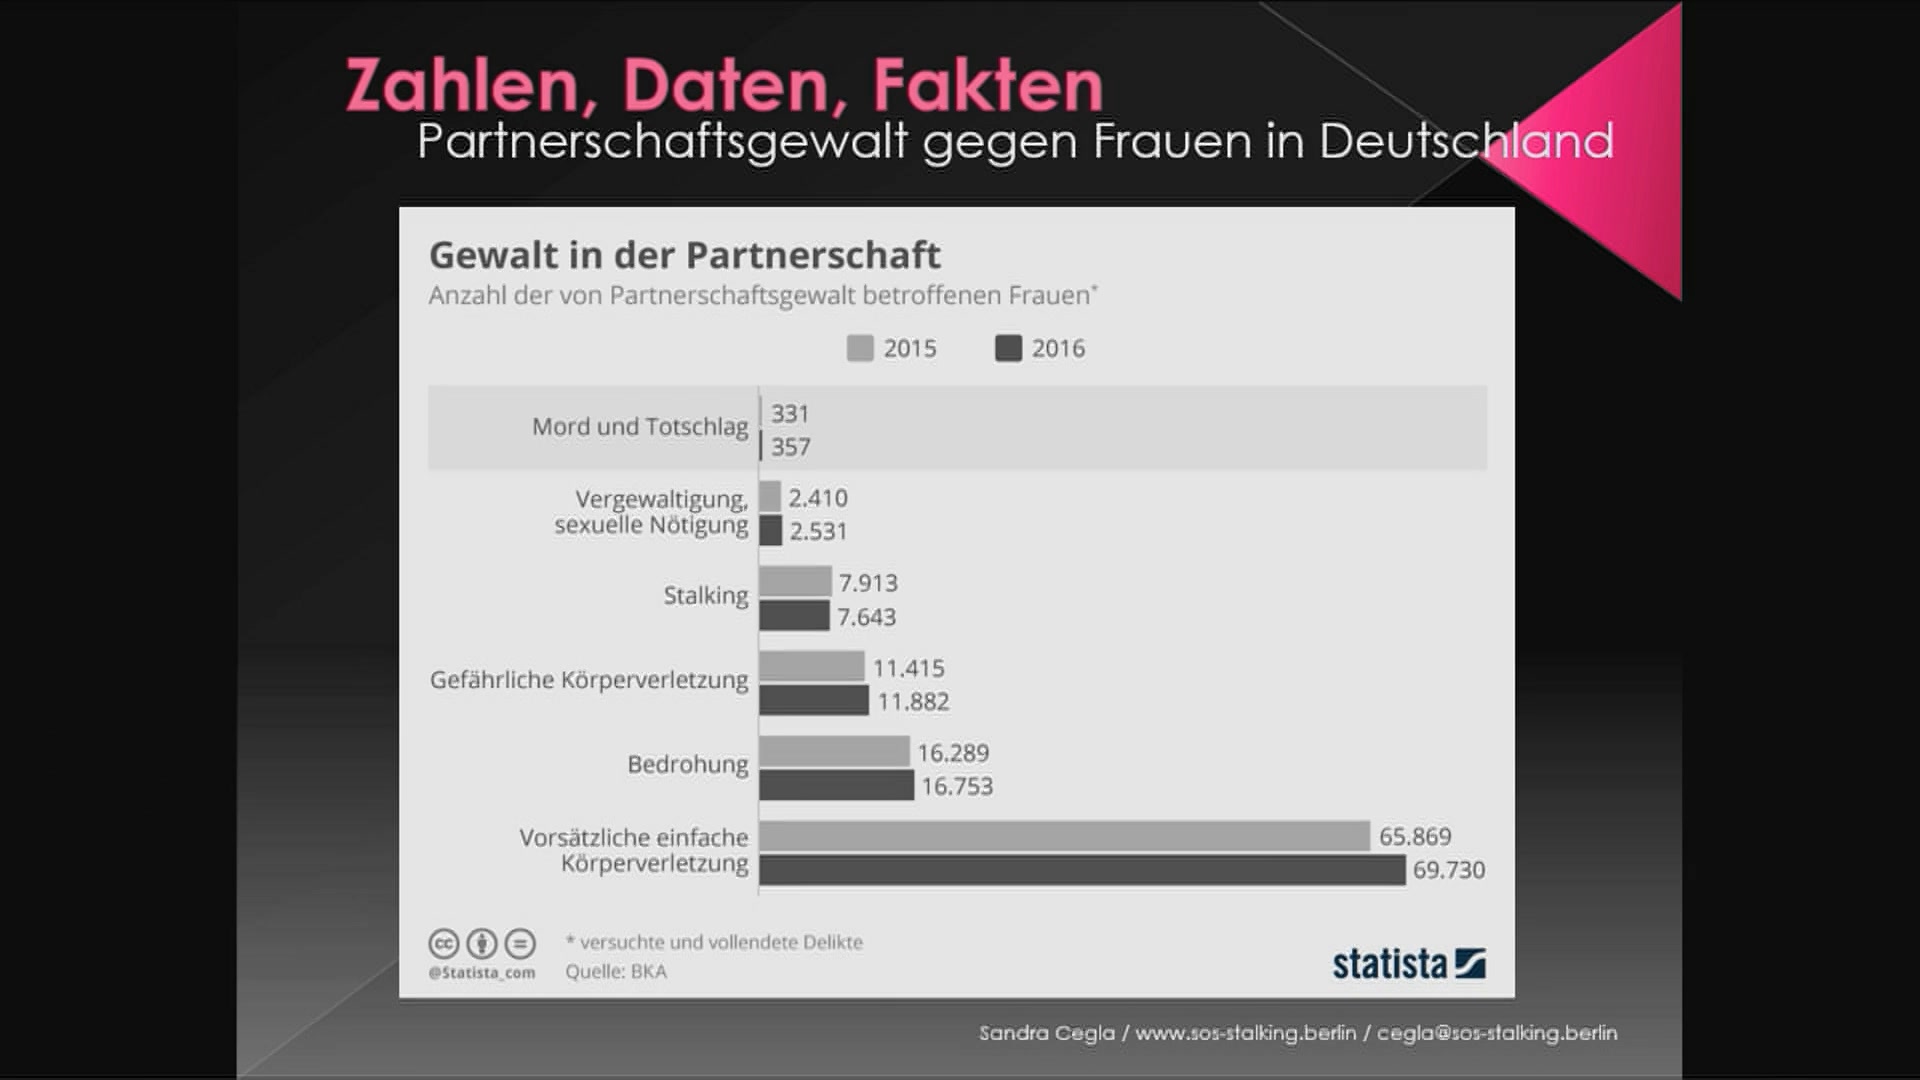 Zahlen, Daten, Fakten
Partnerschaftsgewalt gegen Frauen in Deutschland
Gewalt in der Partnerschaft
Anzahl der von Partnerschaftsgewalt betroffenen Frauen*
2015 2016
Mord und Totschlag
331
357
Vergewaltigung,
sexuelle Nötigung
2.410
2.531
Stalking
7.913
7.643
Gefährliche Körperverletzung
11.415
11.882
Bedrohung
16.289
16.753
Vorsätzliche einfache
Körperverletzung
65.869
69.730
cc
@Statista_com
* versuchte und vollendete Delikte
Quelle: BKA
statista
Sandra Cegla / www.sos-stalking.berlin / cegla@sos-stalking.berlin